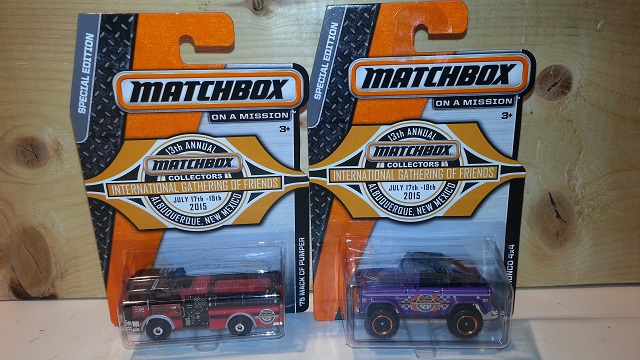 SPECIAL EDITION
MATCHBOX
ON A MISSION
3+
13th ANNUAL
MATCHBOX
COLLECTORS
INTERNATIONAL GATHERING OF FRIENDS
JULY 17th -19th
2015
ALBUQUERQUE, NEW MEXICO
'75 MACK CF PUMPER
SPECIAL EDITION
MATCHBOX
ON A MISSION
3+
13th ANNUAL
MATCHBOX
COLLECTORS
INTERNATIONAL GATHERING OF FRIENDS
JULY 17th -19th
2015
ALBUQUERQUE, NEW MEXICO
4x4